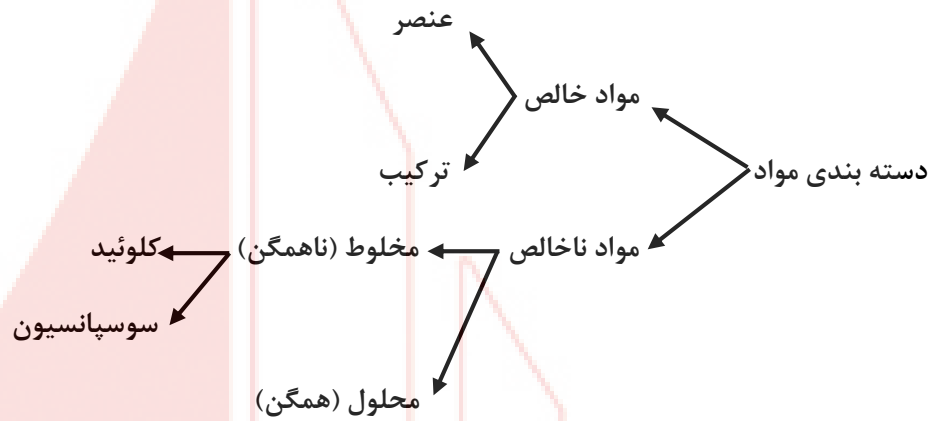 عنصر
مواد خالص
ترکیب
دسته بندی مواد
مواد ناخالص
مخلوط (ناهمگن)
کلوئید
سوسپانسیون
محلول (همگن)